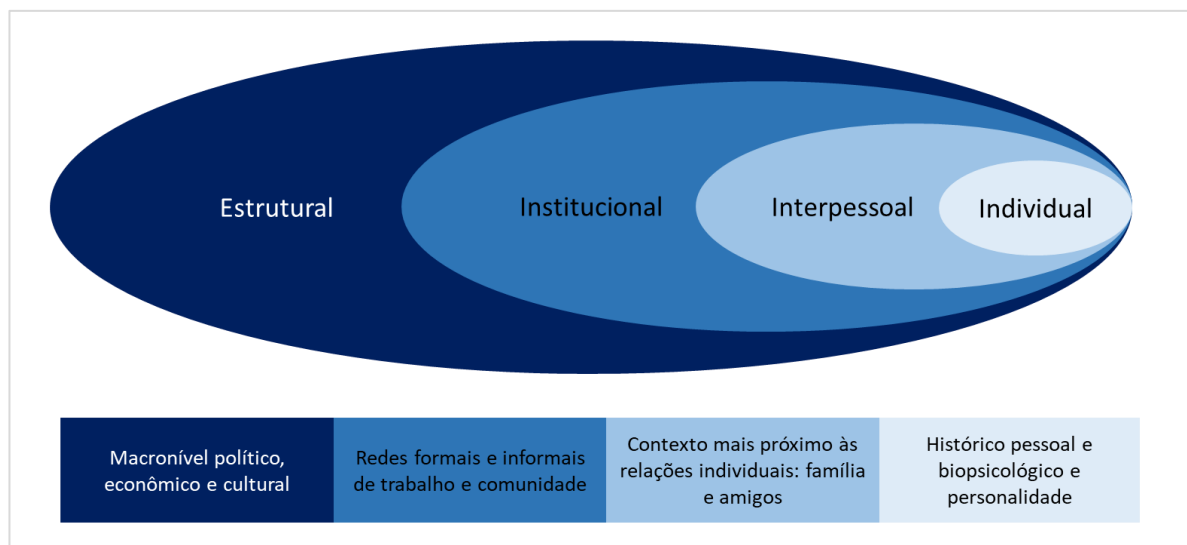 Estrutural
Institucional
Interpessoal
Individual
Macronível político,
econômico e cultural
Redes formais e informais
de trabalho e comunidade
Contexto mais próximo às
relações individuais: família
e amigos
Histórico pessoal e
biopsicológico e
personalidade